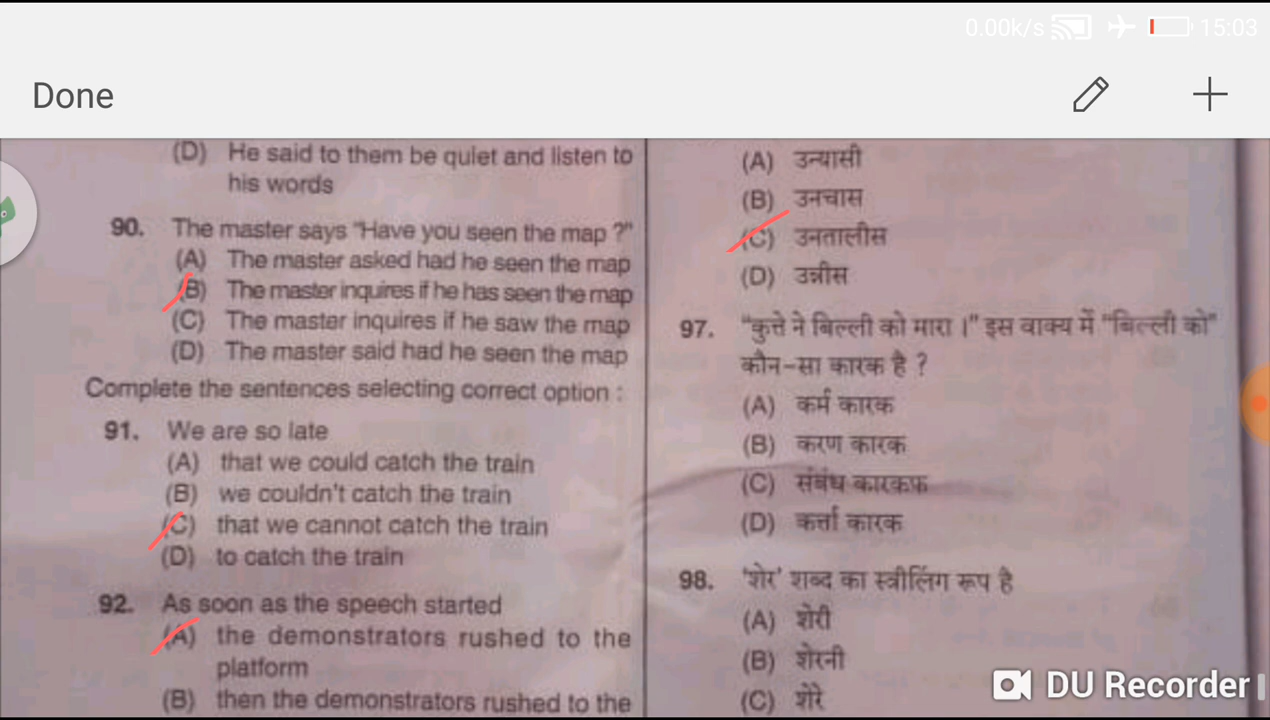 0.00k/s 15:03
Done
(D) He said to them be quiet and listen to
his words
90. The master says "Have you seen the map ?"
(A) The master asked had he seen the map
(B) The master inquires if he has seen the map
(C) The master inquires if he saw the map
(D) The master said had he seen the map
Complete the sentences selecting correct option :
91. We are so late
(A) that we could catch the train
(B) we couldn't catch the train
(C) that we cannot catch the train
(D) to catch the train
92. As soon as the speech started
(A) the demonstrators rushed to the
platform
(B) then the demonstrators rushed to the
(A) उन्यासी
(B) उनचास
(C) उनतालीस
(D) उन्नीस
97. "कुत्ते ने बिल्ली को मारा ।" इस वाक्य में "बिल्ली को"
कौन-सा कारक है ?
(A) कर्म कारक
(B) करण कारक
(C) संबंध कारकफ
(D) कर्त्ता कारक
98. 'शेर' शब्द का स्त्रीलिंग रूप है
(A) शेरी
(B) शेरनी
(C) शेरे
DU Recorder